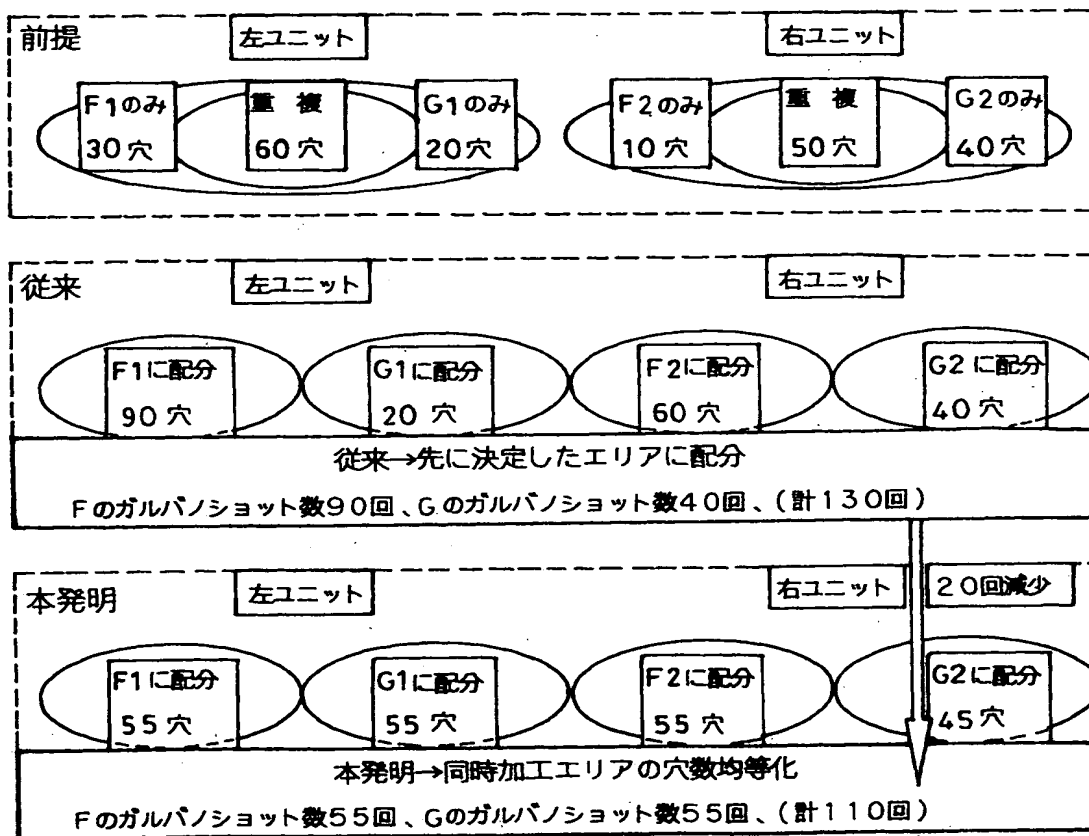 前提
左ユニット
右ユニット
F1のみ
30穴
重複
60穴
G1のみ
20穴
F2のみ
10穴
重複
50穴
G2のみ
40穴
従来
左ユニット
右ユニット
F1に配分
90穴
G1に配分
20穴
F2に配分
60穴
G2に配分
40穴
従来→先に決定したエリアに配分
Fのガルバノショット数90回、Gのガルバノショット数40回、(計130回)
本発明
左ユニット
右ユニット
20回減少
F1に配分
55穴
G1に配分
55穴
F2に配分
55穴
G2に配分
45穴
本発明→同時加工エリアの穴数均等化
Fのガルバノショット数55回、Gのガルバノショット数55回、(計110回)